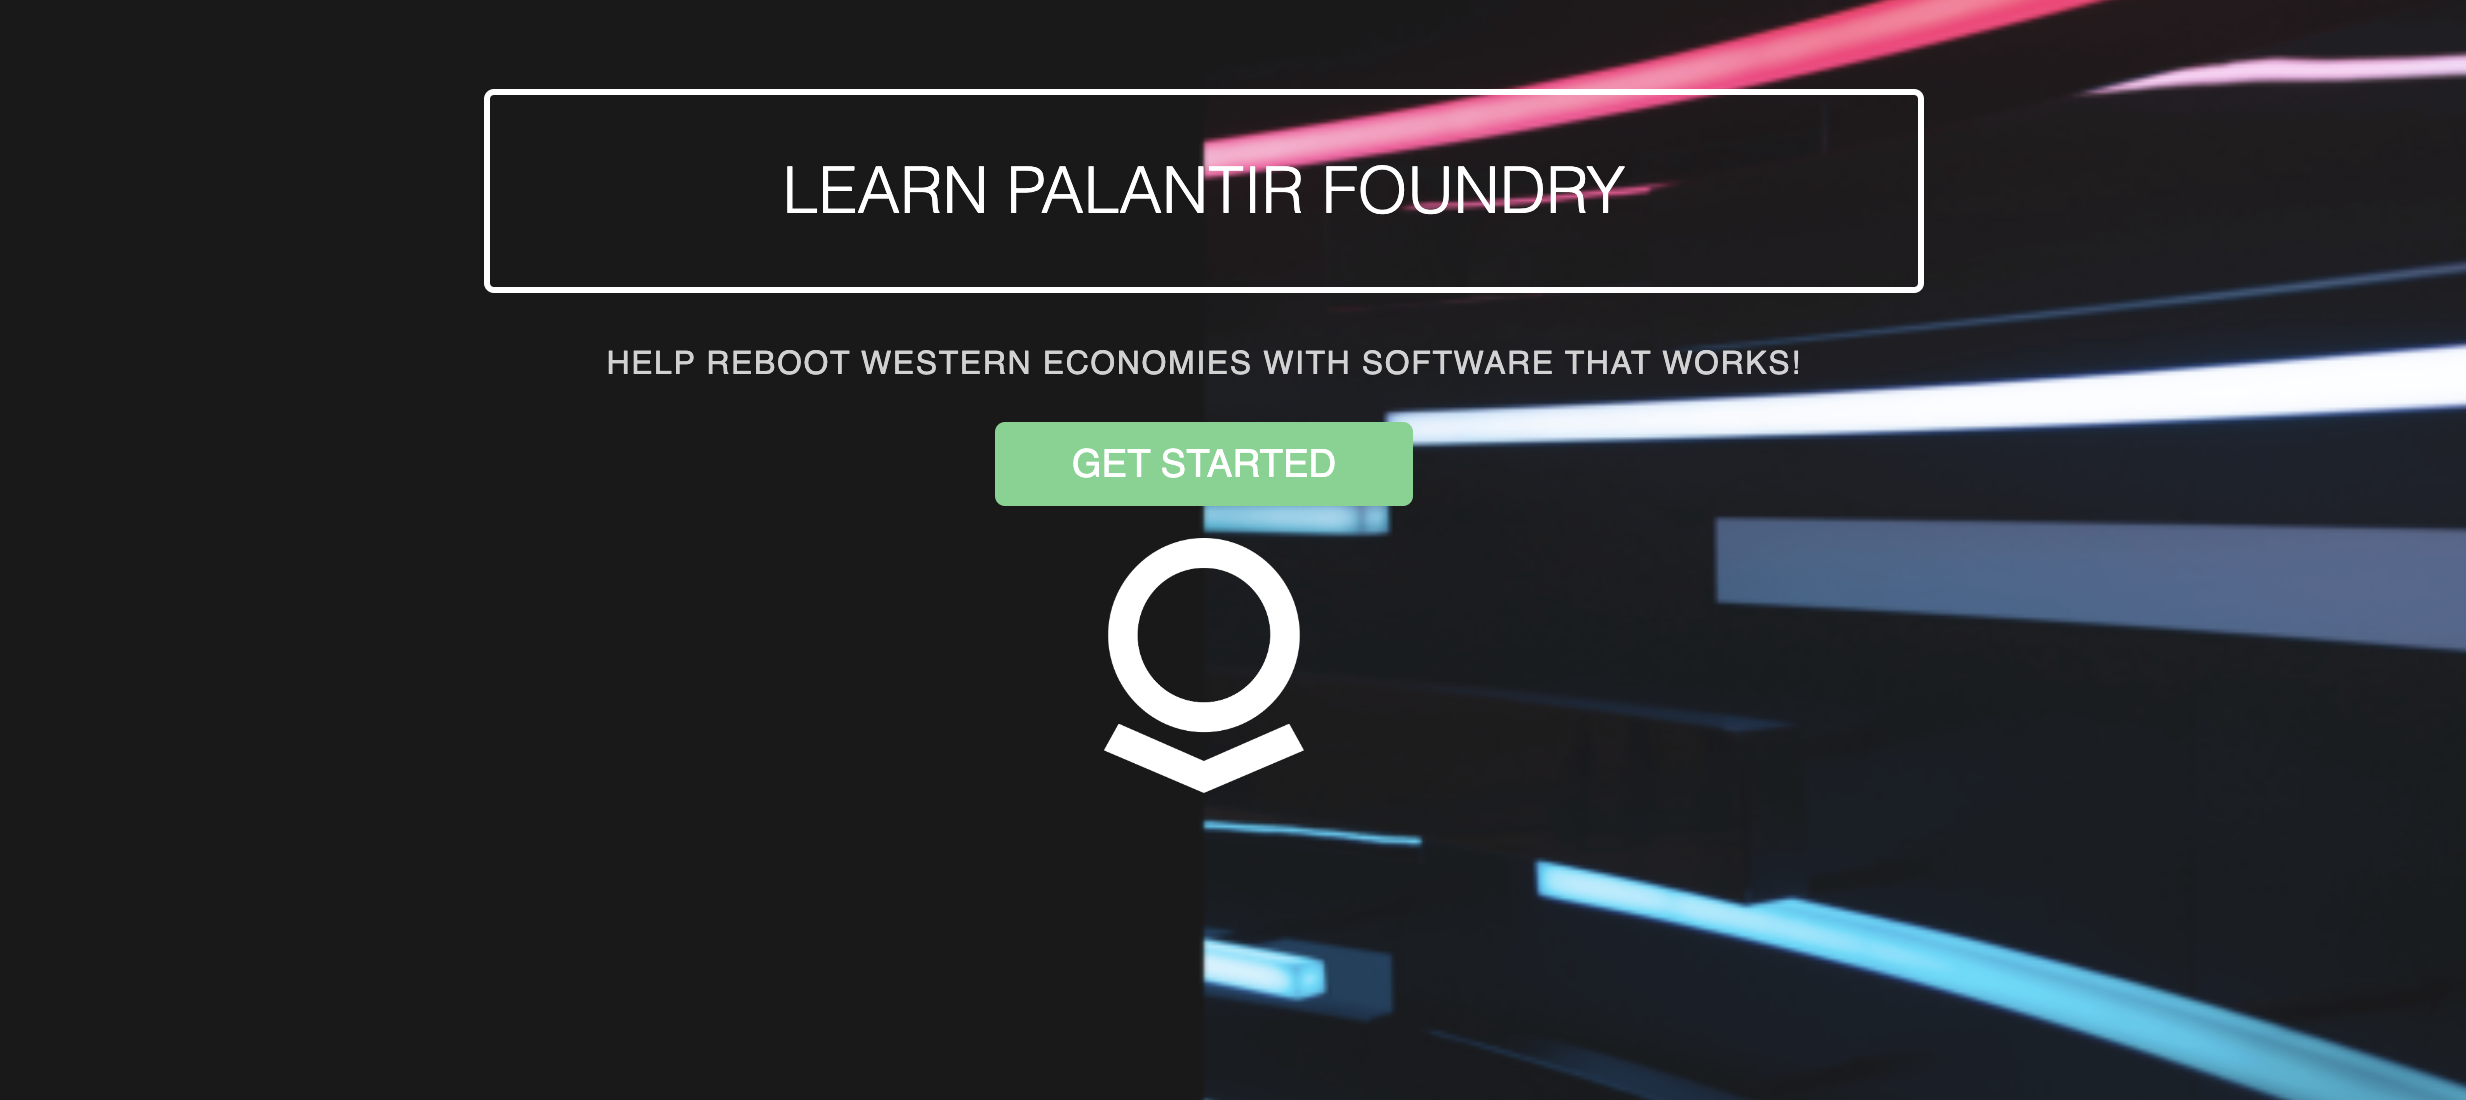 LEARN PALANTIR FOUNDRY
HELP REBOOT WESTERN ECONOMIES WITH SOFTWARE THAT WORKS!
GET STARTED